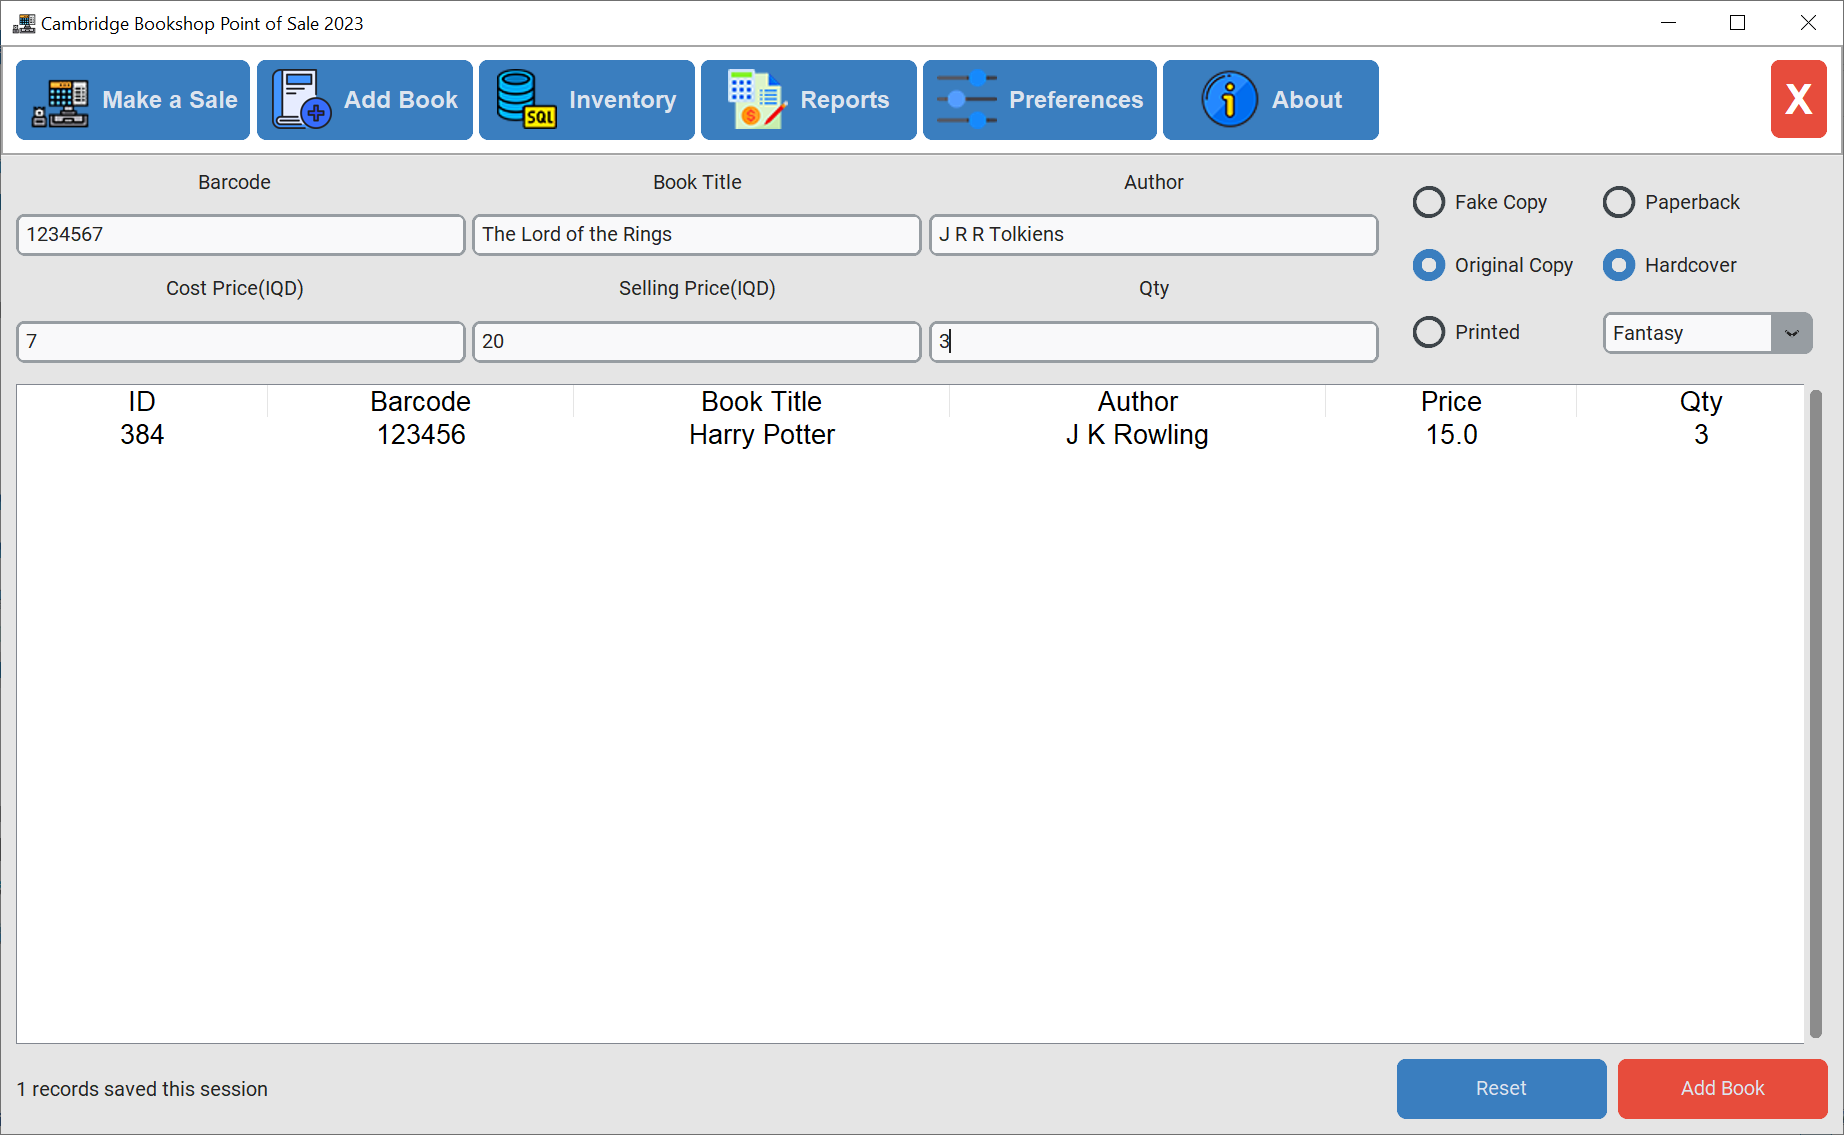 Cambridge Bookshop Point of Sale 2023
Make a Sale
Add Book
SQL
Inventory
Reports
Preferences
About
X
Barcode
Book Title
Author
1234567
The Lord of the Rings
J R R Tolkiens
Cost Price(IQD)
Selling Price(IQD)
Qty
7
20
3
Fake Copy
Paperback
Original Copy
Hardcover
Printed
Fantasy
ID Barcode Book Title Author Price Qty
384 123456 Harry Potter J K Rowling 15.0 3
1 records saved this session
Reset
Add Book